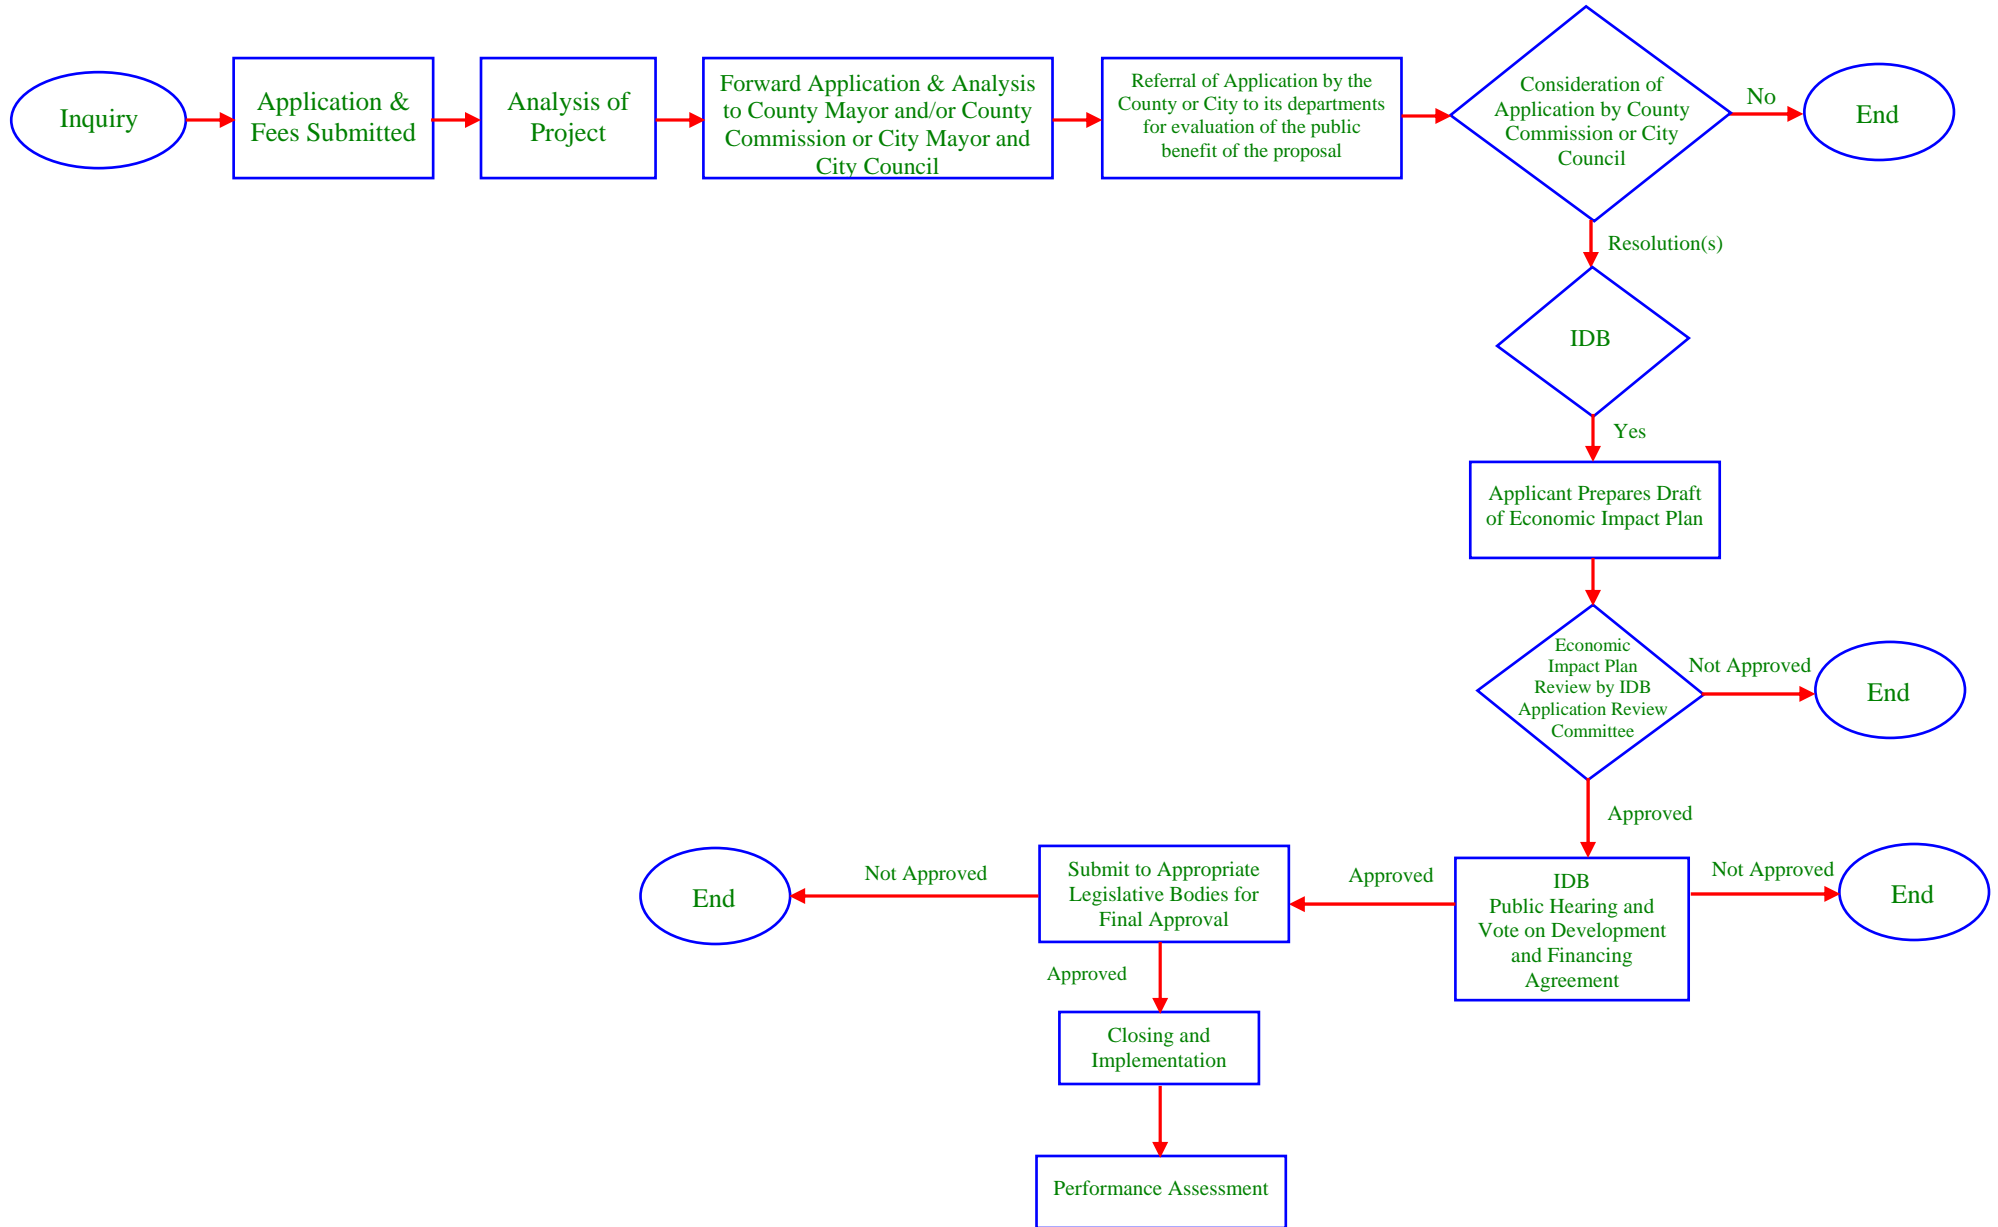 Inquiry
Application &
Fees Submitted
Analysis of
Project
Forward Application & Analysis
to County Mayor and/or County
Commission or City Mayor and
City Council
Referral of Application by the
County or City to its departments
for evaluation of the public
benefit of the proposal
Consideration of
Application by County
Commission or City
Council
No
End
Resolution(s)
IDB
Yes
Applicant Prepares Draft
of Economic Impact Plan
Economic
Impact Plan
Review by IDB
Application Review
Committee
Not Approved
End
Approved
IDB
Public Hearing and
Vote on Development
and Financing
Agreement
Not Approved
End
Approved
Submit to Appropriate
Legislative Bodies for
Final Approval
Not Approved
End
Approved
Closing and
Implementation
Performance Assessment